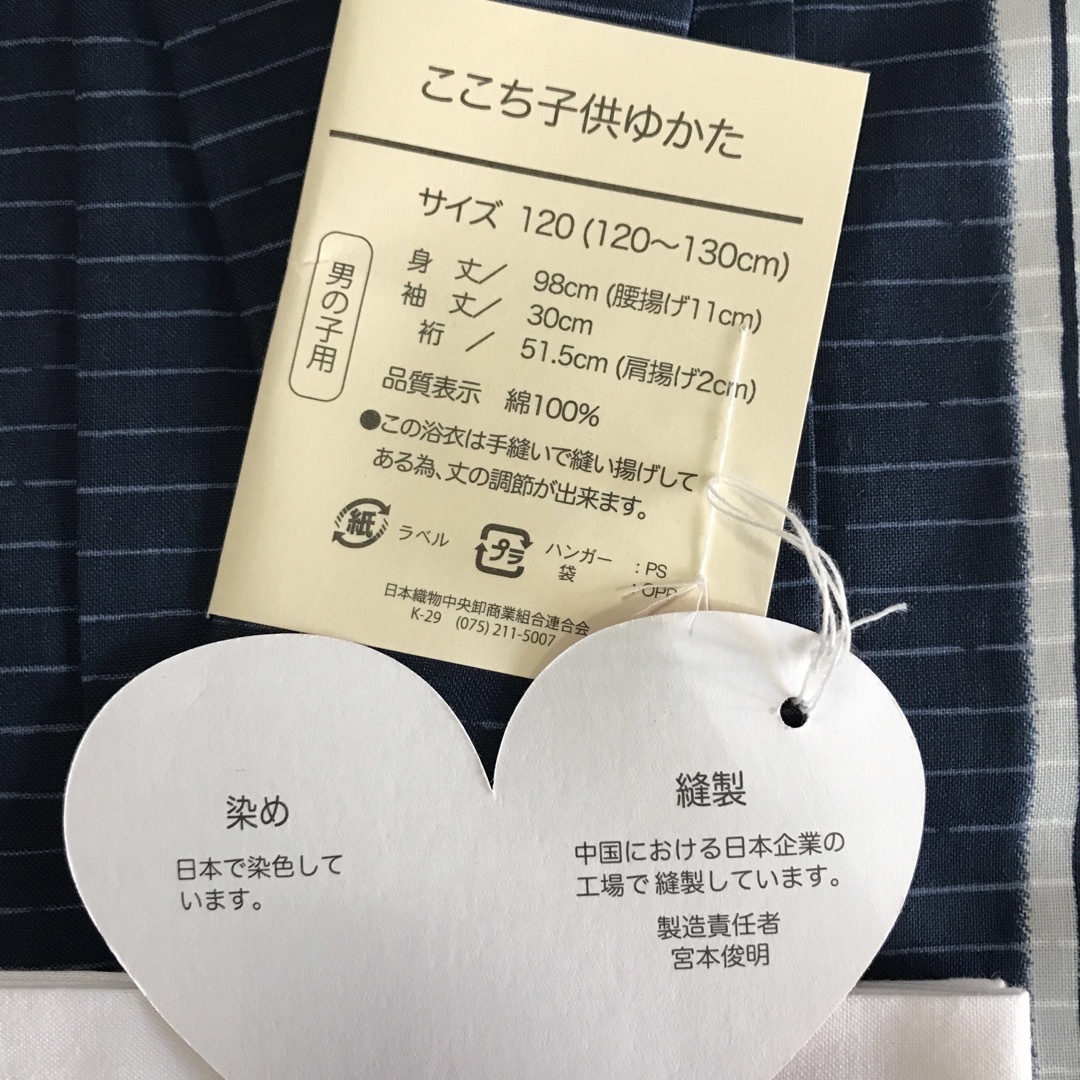 ここち子供ゆかた
サイズ 120 (120～130cm)
男の子用
身 丈／ 98cm (腰揚げ11cm)
袖 丈／ 30cm
裄 ／ 51.5cm (肩揚げ2cm)
品質表示 綿100%
●この浴衣は手縫いで縫い揚げして
ある為、丈の調節が出来ます。
紙 ラベル プラ ハンガー : PS
袋 : OPP
日本織物中央卸商業組合連合会
K-29 (075) 211-5007
染め
日本で染色して
います。
縫製
中国における日本企業の
工場で 縫製しています。
製造責任者
宮本俊明